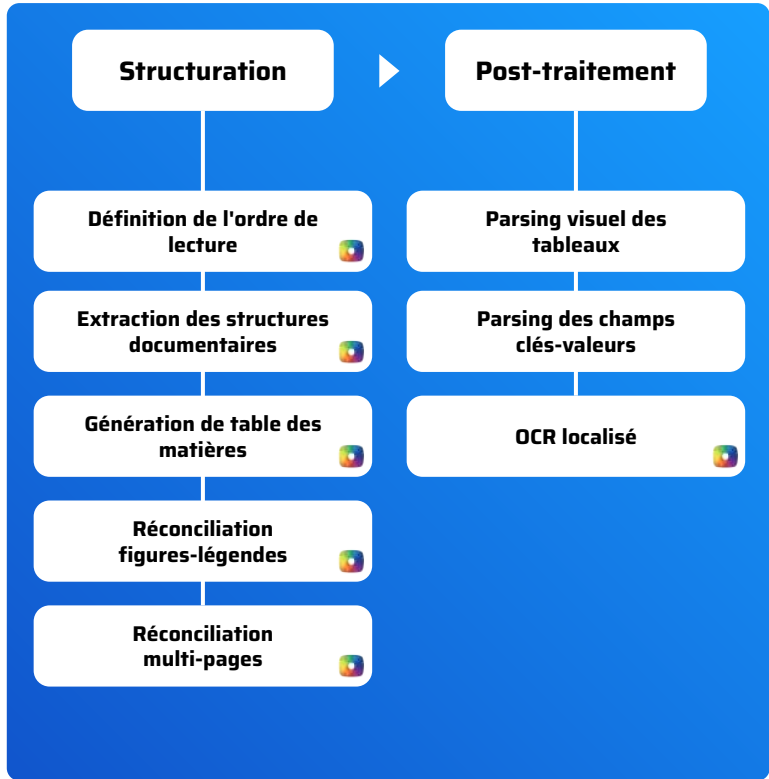 Structuration
Définition de l'ordre de
lecture
Extraction des structures
documentaires
Génération de table des
matières
Réconciliation
figures-légendes
Réconciliation
multi-pages
Post-traitement
Parsing visuel des
tableaux
Parsing des champs
clés-valeurs
OCR localisé